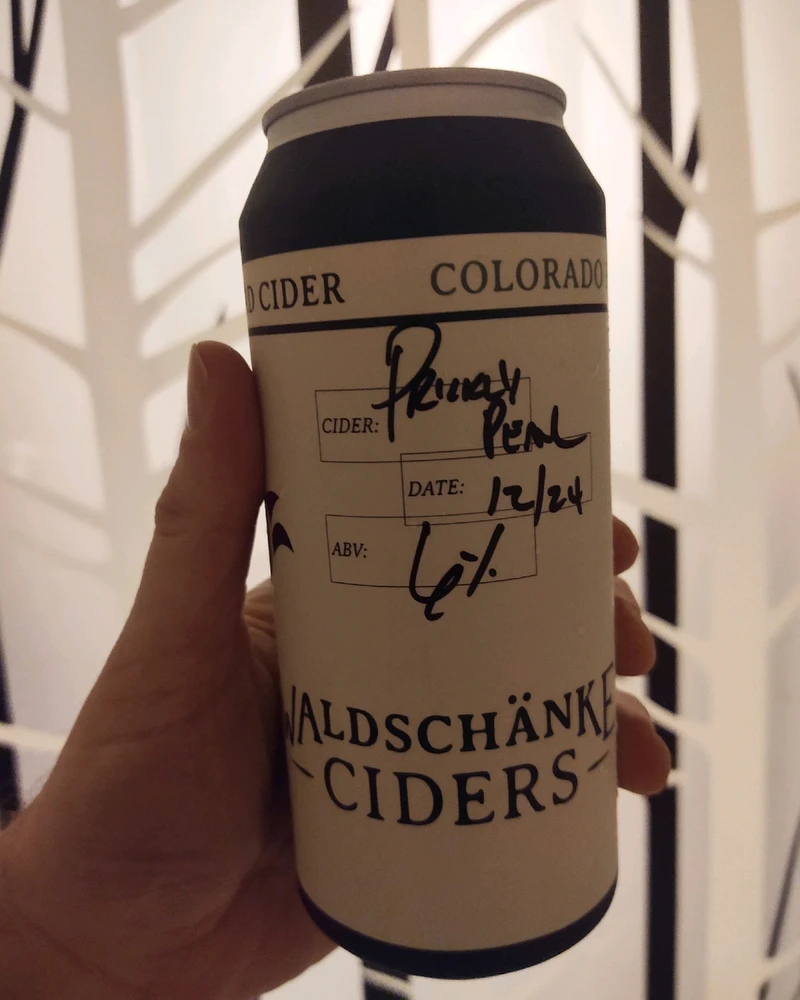 D CIDER COLORADO
PRICKLY
CIDER: PEAR
DATE: 12/24
ABV: 6%
WALDSCHÄNKE
CIDERS